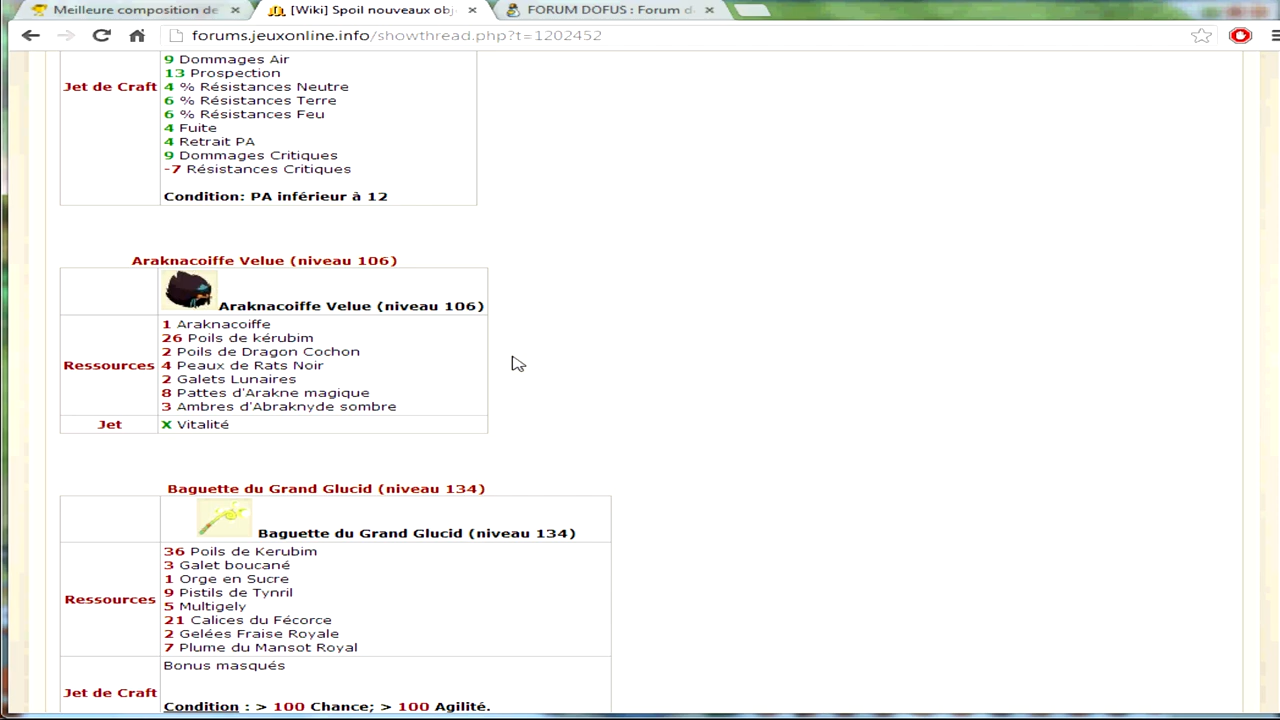 Meilleure composition de
[Wiki] Spoil nouveaux obj
FORUM DOFUS : Forum d
forums.jeuxonline.info/showthread.php?t=1202452
9 Dommages Air
13 Prospection
Jet de Craft
4 % Résistances Neutre
6 % Résistances Terre
6 % Résistances Feu
4 Fuite
4 Retrait PA
9 Dommages Critiques
-7 Résistances Critiques
Condition: PA inférieur à 12
Araknacoiffe Velue (niveau 106)
Araknacoiffe Velue (niveau 106)
1 Araknacoiffe
26 Poils de kérubim
2 Poils de Dragon Cochon
Ressources
4 Peaux de Rats Noir
2 Galets Lunaires
8 Pattes d'Arakne magique
3 Ambres d'Abraknyde sombre
Jet
X Vitalité
Baguette du Grand Glucid (niveau 134)
Baguette du Grand Glucid (niveau 134)
36 Poils de Kerubim
3 Galet boucané
1 Orge en Sucre
Ressources
9 Pistils de Tynril
5 Multigely
21 Calices du Fécorce
2 Gelées Fraise Royale
7 Plume du Mansot Royal
Bonus masqués
Jet de Craft
Condition : > 100 Chance; > 100 Agilité.